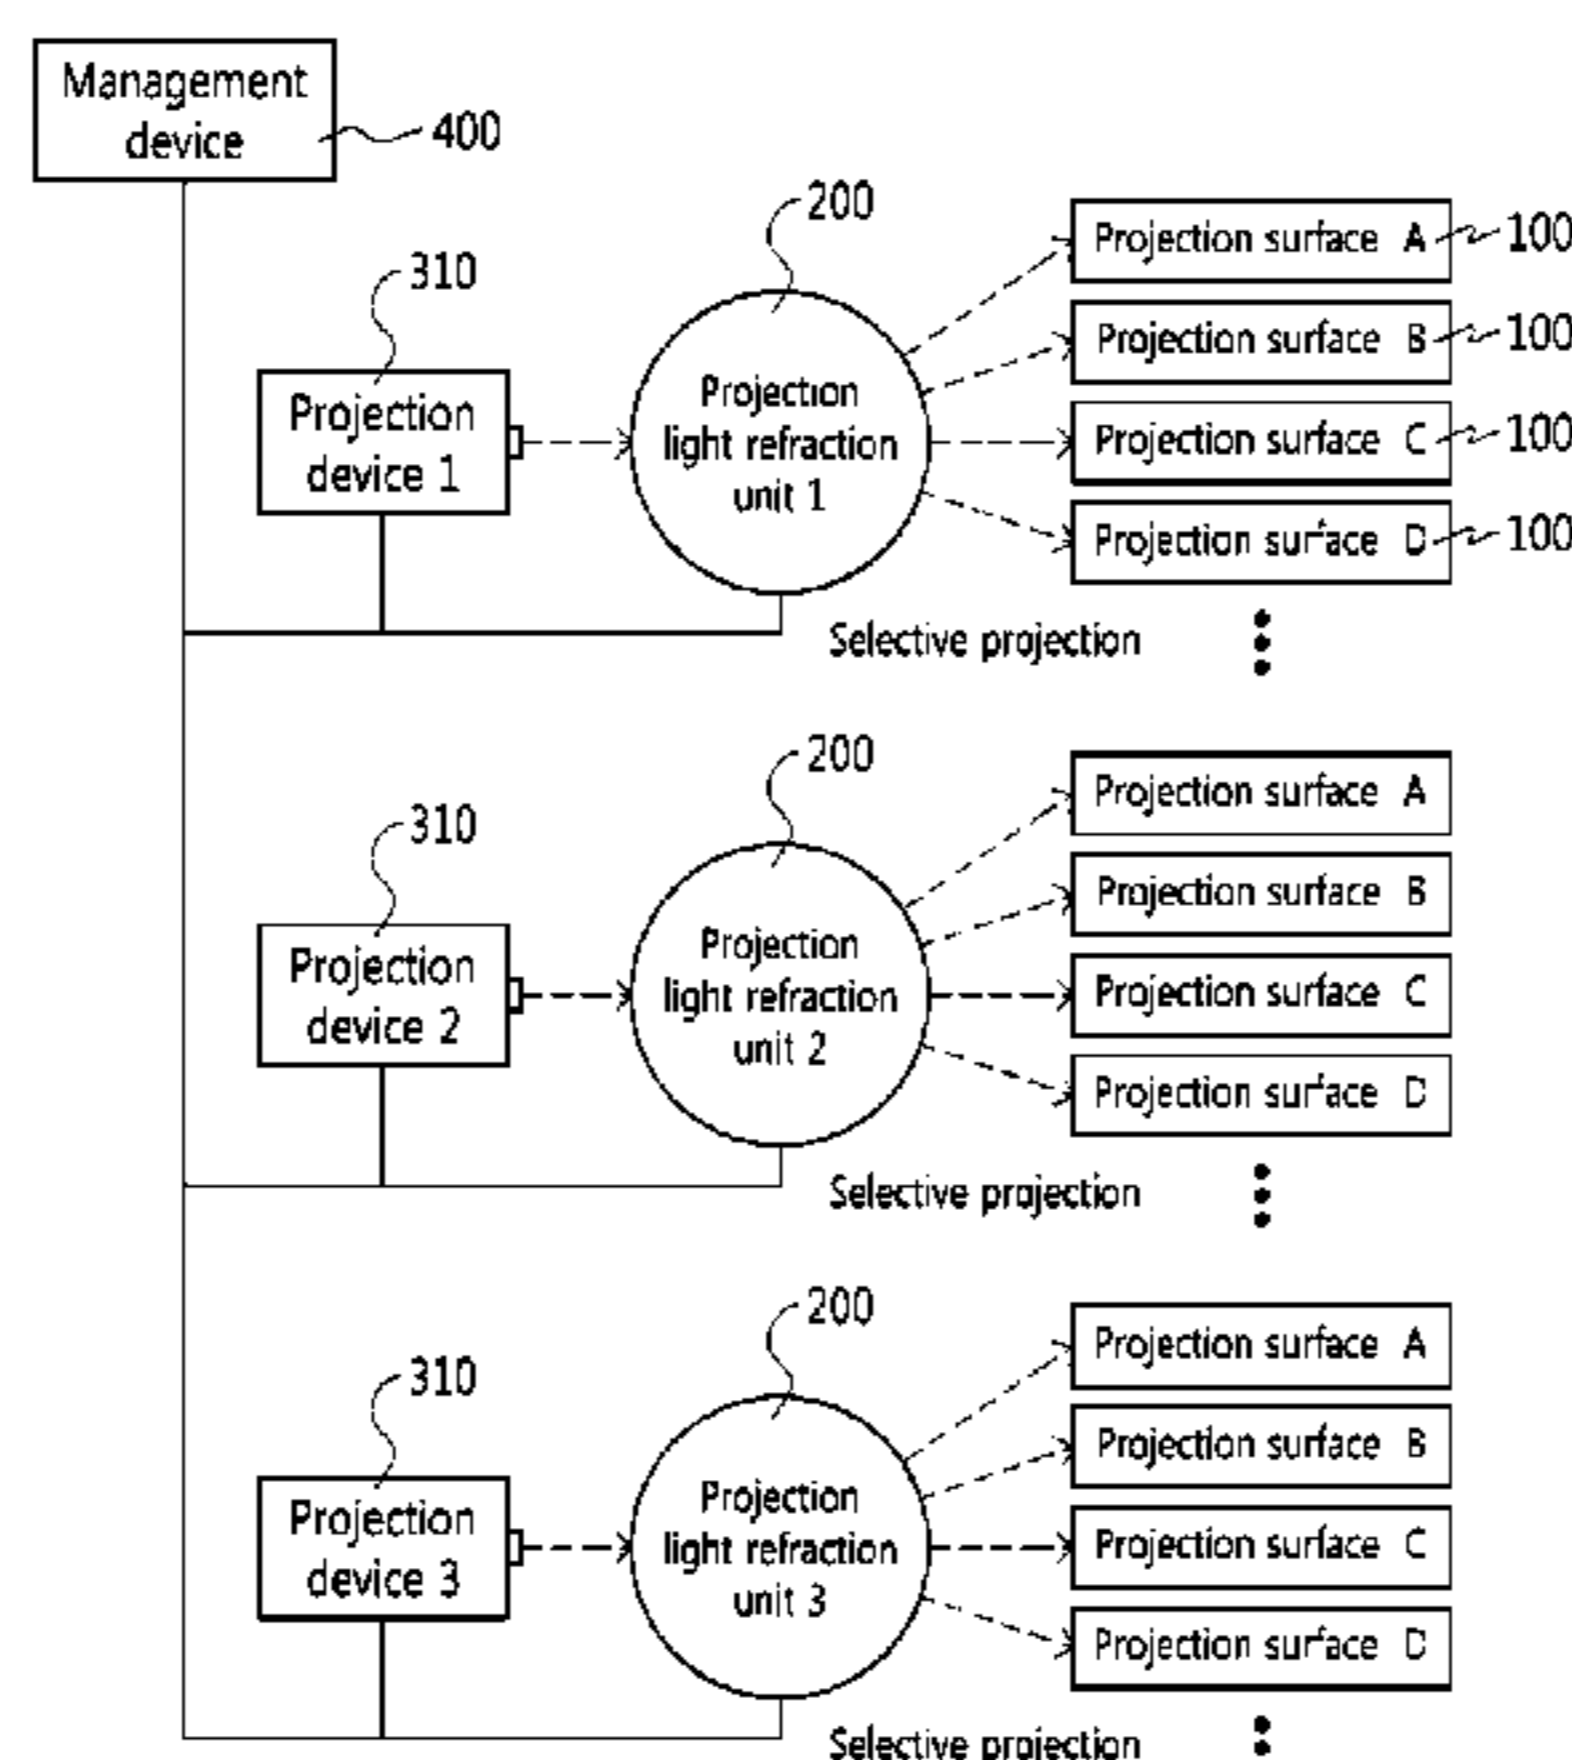 Management
device
400
200
310
Projection surface A
100
Projection surface B
100
Projection
device 1
Projection
light refraction
unit 1
Projection surface C
100
Projection surface D
100
Selective projection
200
310
Projection surface A
Projection surface B
Projection
device 2
Projection
light refraction
unit 2
Projection surface C
Projection surface D
Selective projection
200
310
Projection surface A
Projection surface B
Projection
device 3
Projection
light refraction
unit 3
Projection surface C
Projection surface D
Selective projection